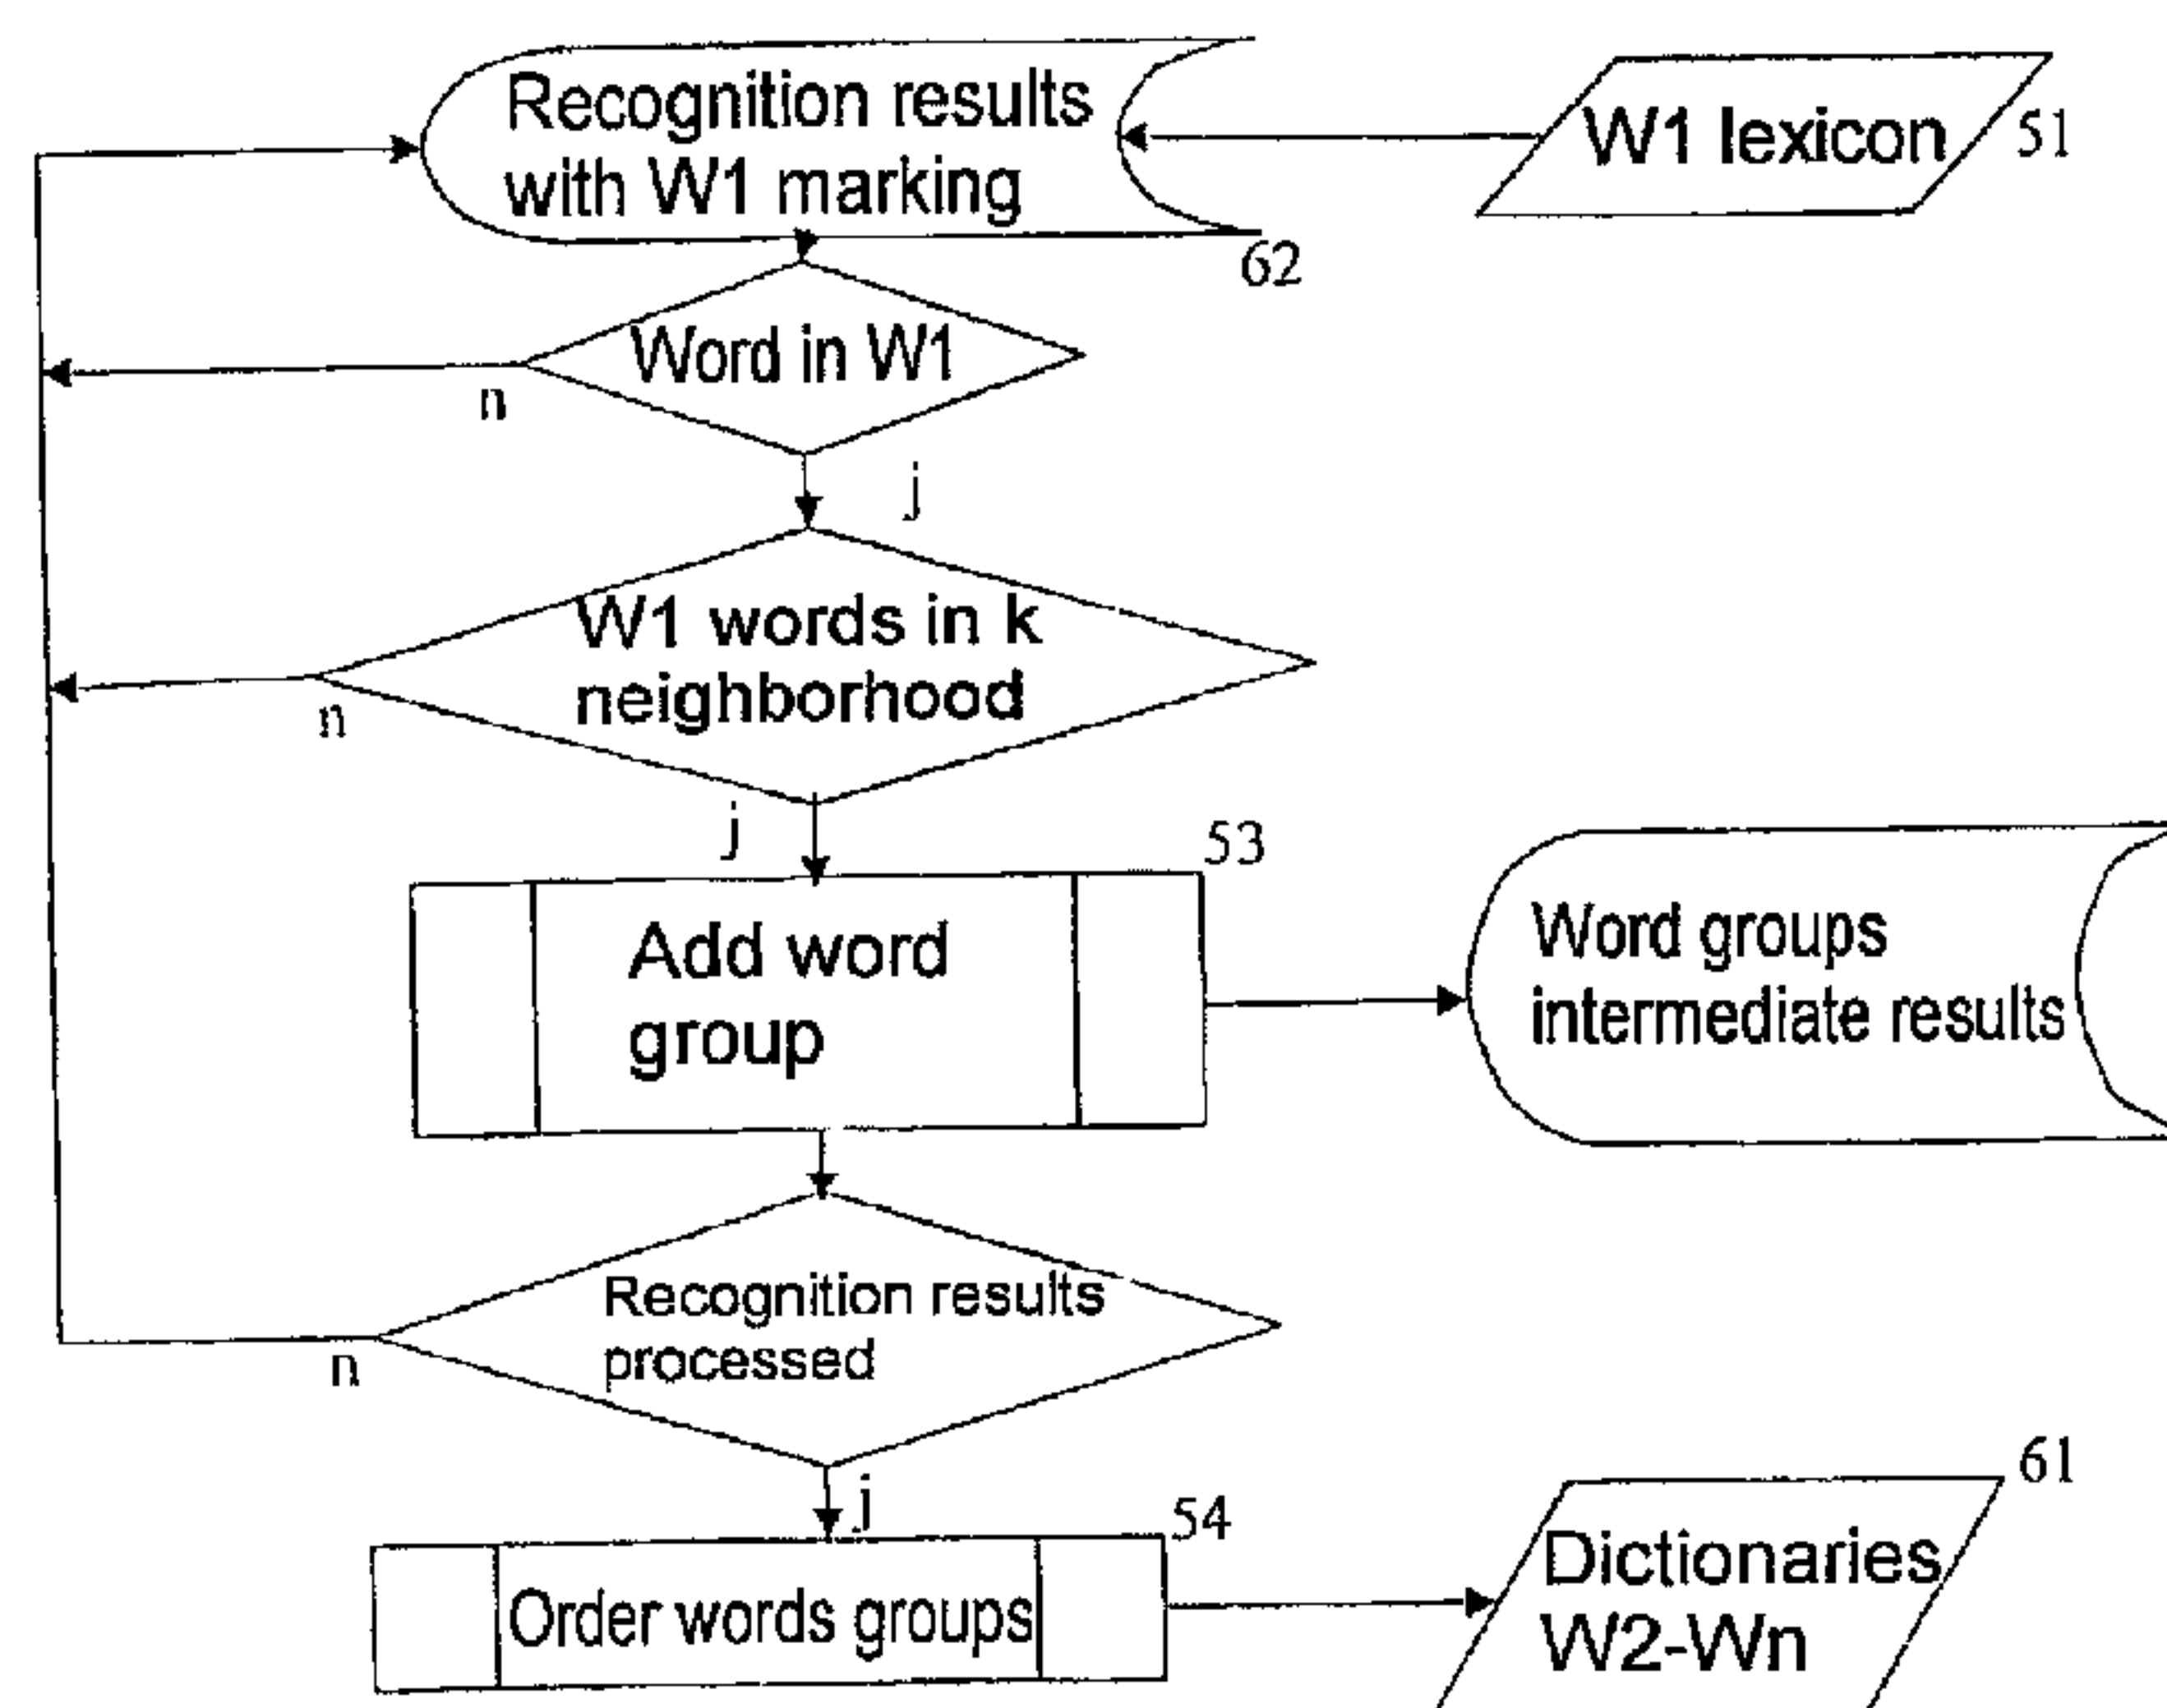 Recognition results
with W1 marking
W1 lexicon
51
62
Word in W1
n
j
W1 words in k
neighborhood
n
j
53
Add word
group
Word groups
intermediate results
Recognition results
processed
n
j
54
Order words groups
61
Dictionaries
W2-Wn